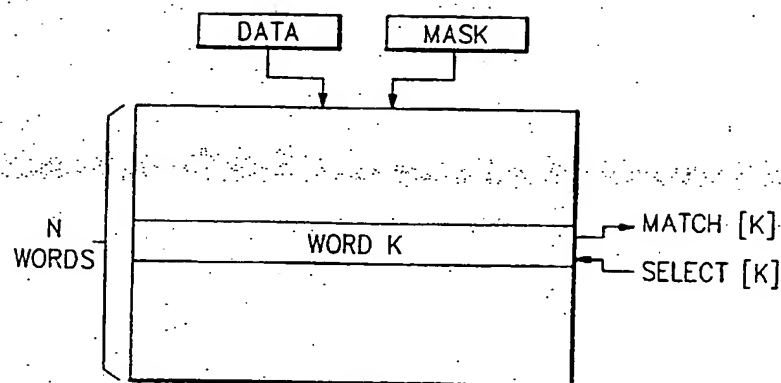 DATA
MASK
N
WORDS
WORD K
MATCH [K]
SELECT [K]